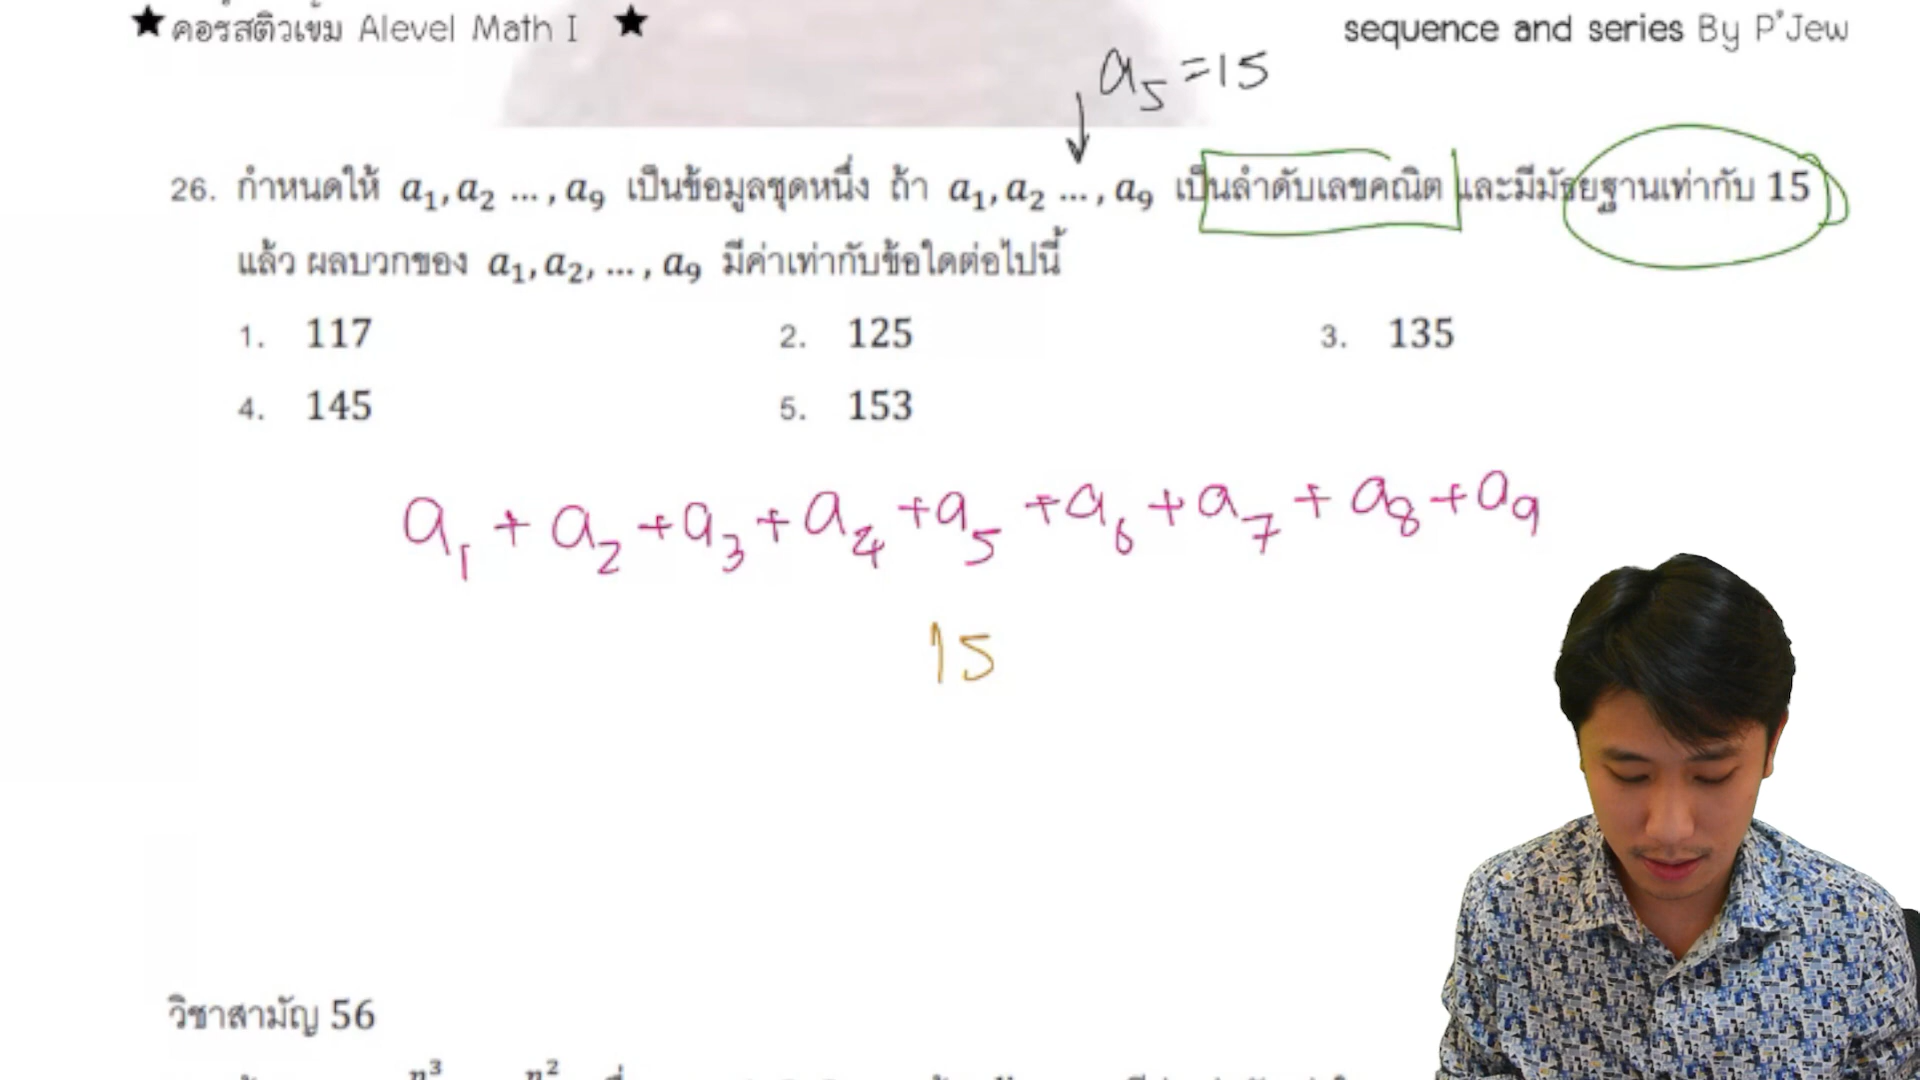 ★ คอร์สติวเข้ม Alevel Math I ★
sequence and series By P'Jew
a₅ = 15
26. กำหนดให้ a₁, a₂ ..., a₉ เป็นข้อมูลชุดหนึ่ง ถ้า a₁, a₂ ..., a₉ เป็นลำดับเลขคณิต และมีมัธยฐานเท่ากับ 15
แล้ว ผลบวกของ a₁, a₂, ..., a₉ มีค่าเท่ากับข้อใดต่อไปนี้
1. 117 2. 125 3. 135
4. 145 5. 153
a₁ + a₂ + a₃ + a₄ + a₅ + a₆ + a₇ + a₈ + a₉
15
วิชาสามัญ 56
n³ n²